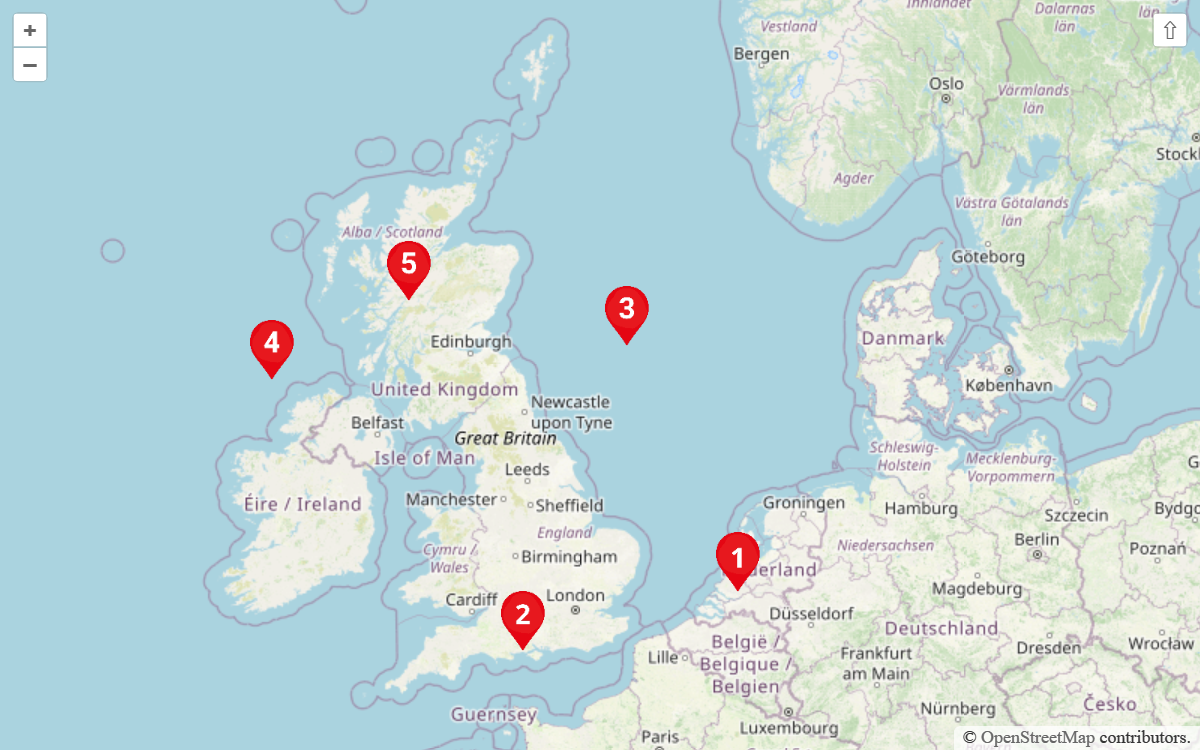 +
−
⇧
Innlandet
Dalarnas
län
län
Vestland
Bergen
Oslo
Värmlands
län
Stock
Agder
Västra Götalands
län
Alba / Scotland
Göteborg
5
3
4
Edinburgh
Danmark
United Kingdom
København
Newcastle
upon Tyne
Belfast
Great Britain
Isle of Man
Schleswig-
Holstein
Mecklenburg-
Vorpommern
Leeds
Manchester
Sheffield
Éire / Ireland
Groningen
Hamburg
Szczecin
Bydgo
England
Niedersachsen
Berlin
Poznań
Cymru /
Wales
Birmingham
1
derland
Magdeburg
Cardiff
London
2
Düsseldorf
Deutschland
België /
Belgique /
Belgien
Lille
Frankfurt
am Main
Dresden
Wrocław
Guernsey
Nürnberg
Česko
Luxembourg
Paris
© OpenStreetMap contributors.